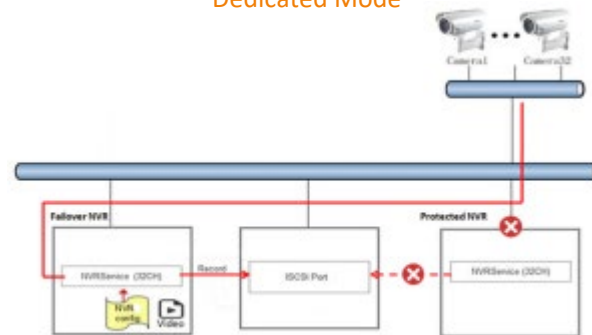 Dedicated Mode
Camera1 Camera32
Failover NVR Protected NVR
NVRService (32CH) Record ISCSI Port NVRService (32CH)
NVR
config Video